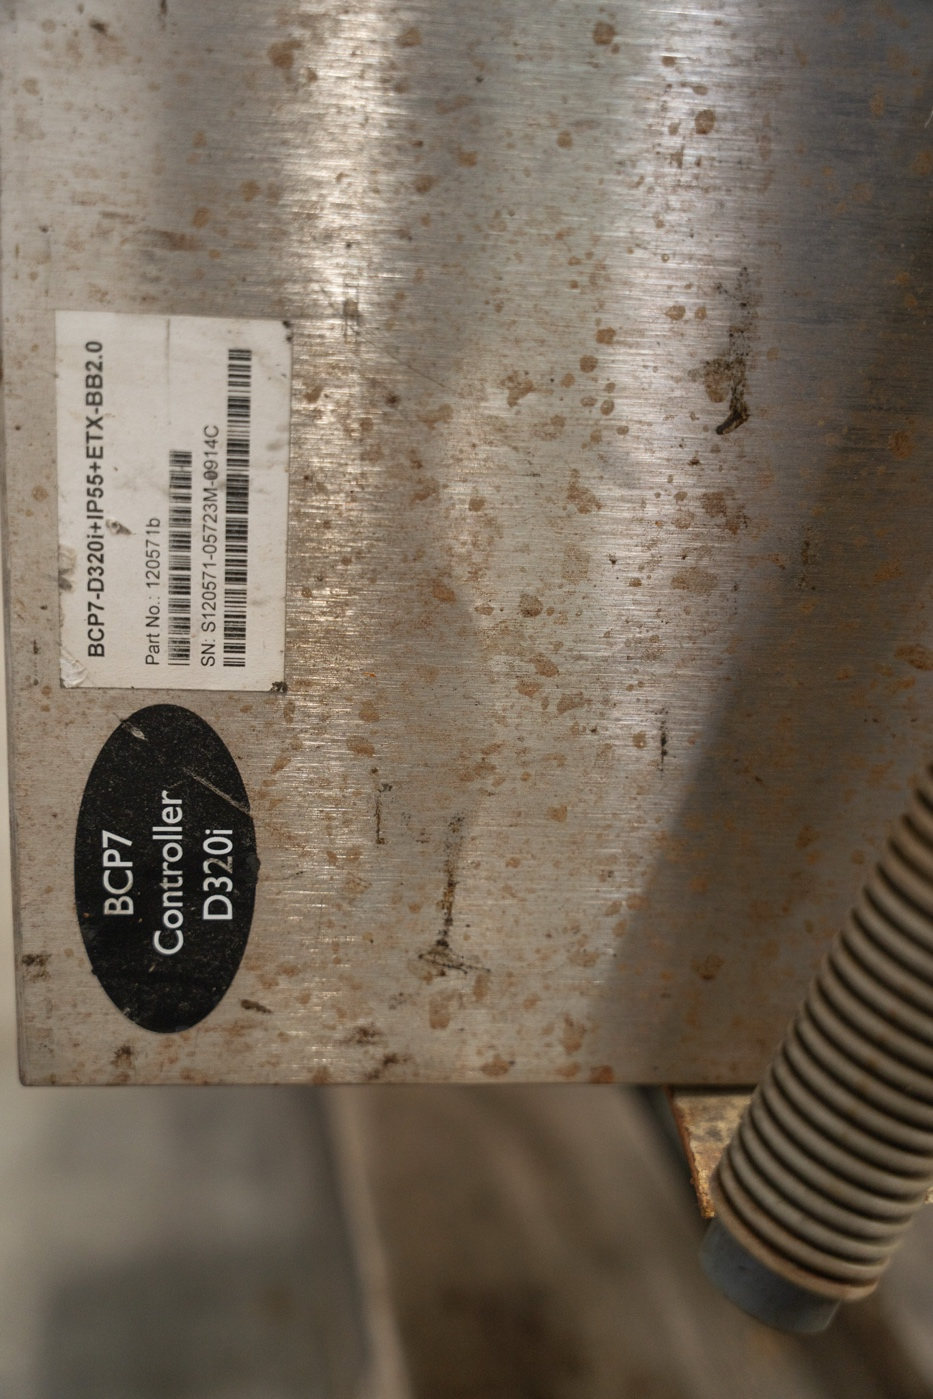 BCP7-D320i+IP55+ETX-BB2.0
Part No.: 120571b
SN: S120571-05723M-0914C
BCP7
Controller
D320i